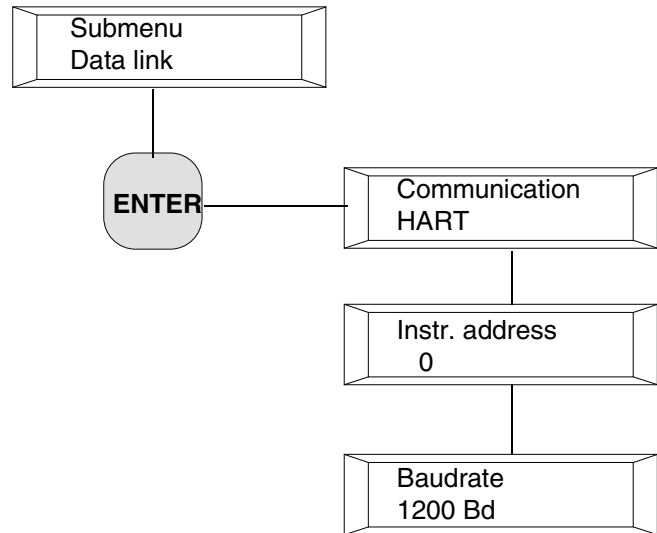 Submenu
Data link
ENTER
Communication
HART
Instr. address
0
Baudrate
1200 Bd